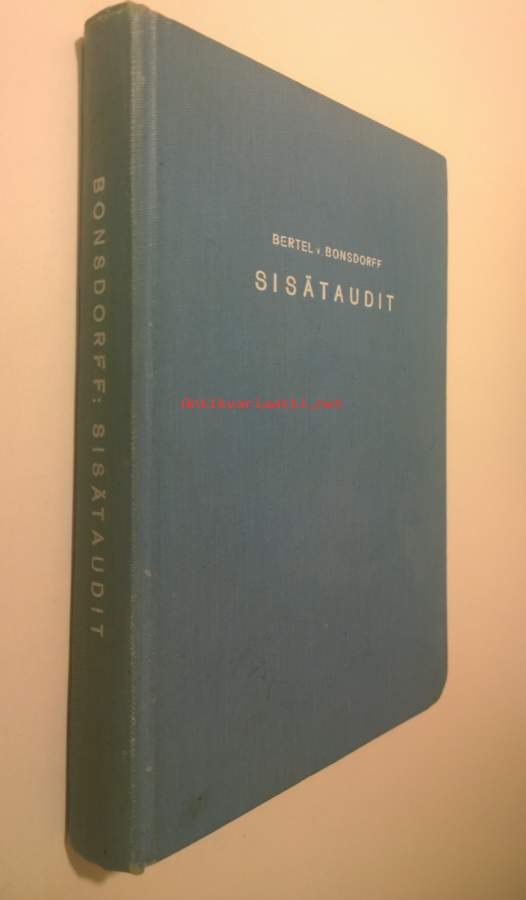 BONSDORFF: SISÄTAUDIT
BERTEL v. BONSDORFF
SISÄTAUDIT
Antikvariaatti.net